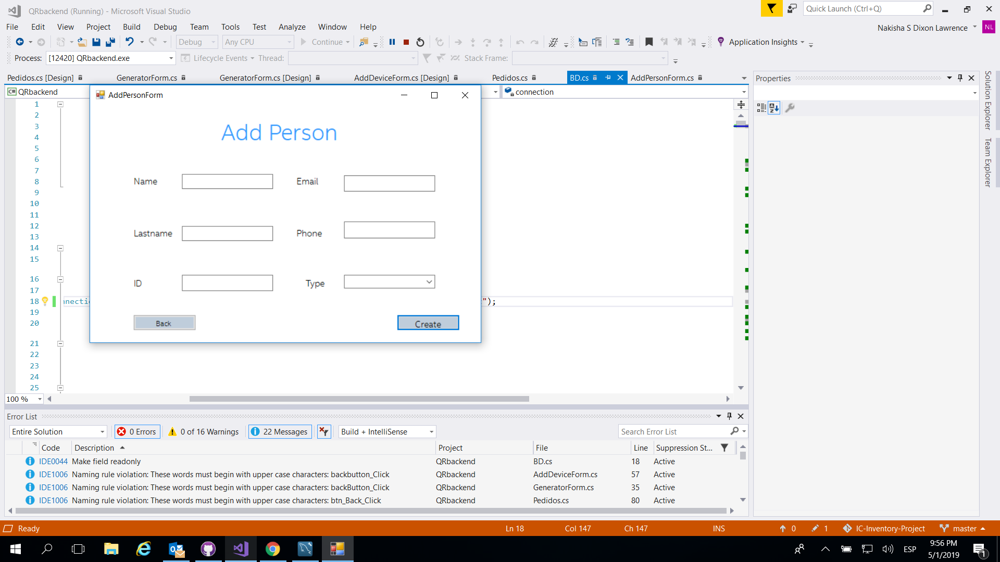 QRbackend (Running) - Microsoft Visual Studio
Quick Launch (Ctrl+Q)
File Edit View Project Build Debug Team Tools Test Analyze Window Help
Nakisha S Dixon Lawrence NL
Debug Any CPU Continue Application Insights
Process: [12420] QRbackend.exe Lifecycle Events Thread: Stack Frame:
Pedidos.cs [Design] GeneratorForm.cs GeneratorForm.cs [Design] AddDeviceForm.cs [Design] Pedidos.cs BD.cs AddPersonForm.cs
Properties
Solution Explorer
Team Explorer
C# QRbackend
connection
AddPersonForm
Add Person
Name Email
Lastname Phone
ID Type
Back Create
1
2
3
4
5
6
7
8
9
10
11
12
13
14
15
16
17
18 nnectio ");
19
20
21
22
23
24
25
100 %
Error List
Entire Solution 0 Errors 0 of 16 Warnings 22 Messages Build + IntelliSense Search Error List
Code Description Project File Line Suppression St...
IDE0044 Make field readonly QRbackend BD.cs 18 Active
IDE1006 Naming rule violation: These words must begin with upper case characters: backbutton_Click QRbackend AddDeviceForm.cs 57 Active
IDE1006 Naming rule violation: These words must begin with upper case characters: backButton_Click QRbackend GeneratorForm.cs 35 Active
IDE1006 Naming rule violation: These words must begin with upper case characters: btn_Back_Click QRbackend Pedidos.cs 80 Active
Ready Ln 18 Col 147 Ch 147 INS 0 1 IC-Inventory-Project master
ESP
9:56 PM
5/1/2019
1